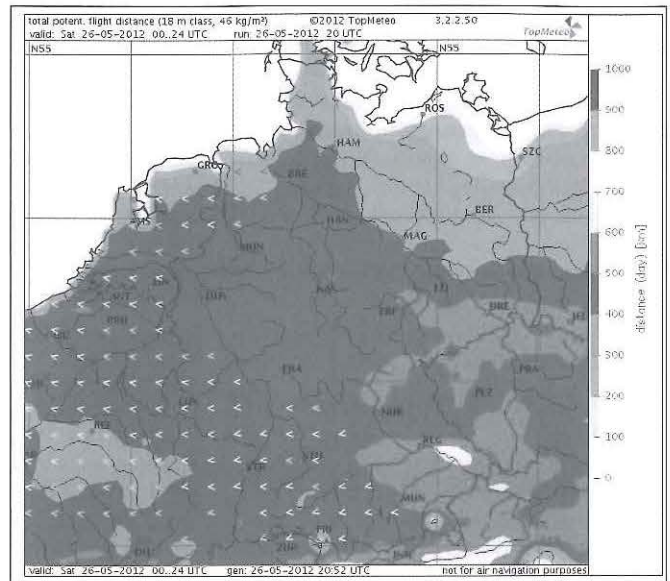 total potent. flight distance (18 m class, 46 kg/m²) ©2012 TopMeteo 3.2.2.50
valid: Sat 26-05-2012 00..24 UTC run: 26-05-2012 20 UTC TopMeteo
N55 N55
1000
900
800
700
600
500
400
300
200
100
0
distance (day) [km]
ROS
HAM
SZC
GRO
BRE
BER
HAN
MAG
MUN
DUS
ERF
DRE
FRA
PRA
NUR
PLZ
LUX
REG
STR
MUN
FRI
ZUR
valid: Sat 26-05-2012 00..24 UTC gen: 26-05-2012 20:52 UTC not for air navigation purposes